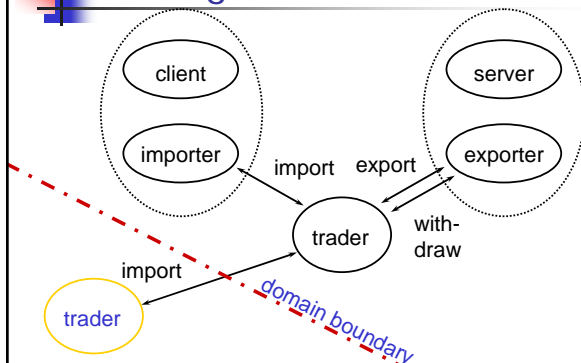 client
server
importer
exporter
import
export
trader
with-
draw
import
domain boundary
trader